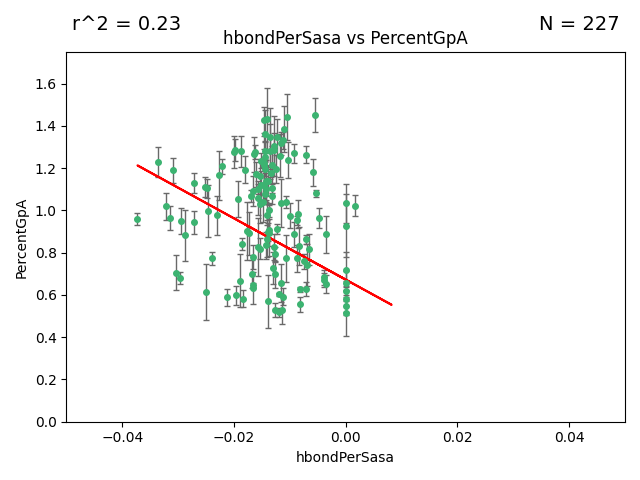 r^2 = 0.23
N = 227
hbondPerSasa vs PercentGpA
PercentGpA
1.6
1.4
1.2
1.0
0.8
0.6
0.4
0.2
0.0
−0.04 −0.02 0.00 0.02 0.04
hbondPerSasa